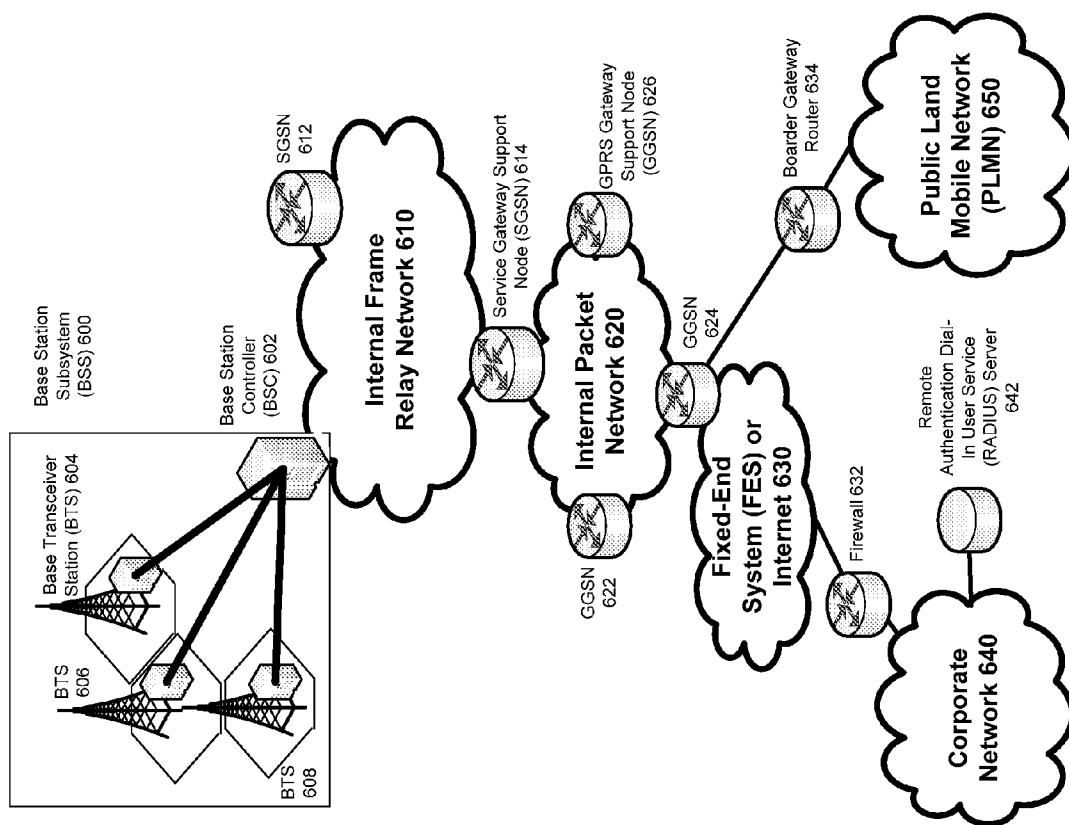 Base Station
Subsystem
(BSS) 600
Base Transceiver
Station (BTS) 604
BTS
606
BTS
608
Base Station
Controller
(BSC) 602
SGSN
612
Internal Frame
Relay Network 610
Service Gateway Support
Node (SGSN) 614
GPRS Gateway
Support Node
(GGSN) 626
Internal Packet
Network 620
GGSN
622
GGSN
624
Boarder Gateway
Router 634
Fixed-End
System (FES) or
Internet 630
Public Land
Mobile Network
(PLMN) 650
Firewall 632
Remote
Authentication Dial-
In User Service
(RADIUS) Server
642
Corporate
Network 640